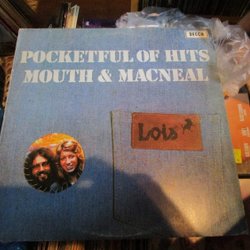 DECCA
POCKETFUL OF HITS
MOUTH & MACNEAL
Lois